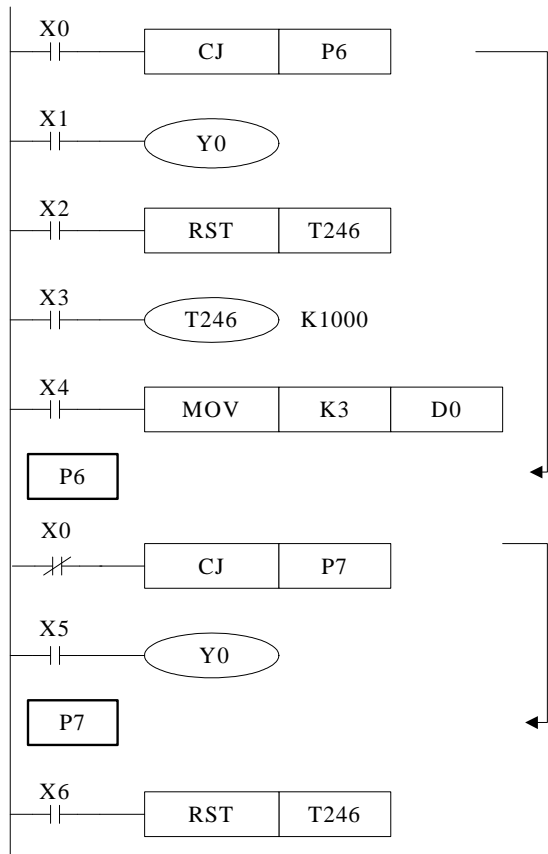 X0
CJ P6
X1
Y0
X2
RST T246
X3
T246 K1000
X4
MOV K3 D0
P6
X0
CJ P7
X5
Y0
P7
X6
RST T246